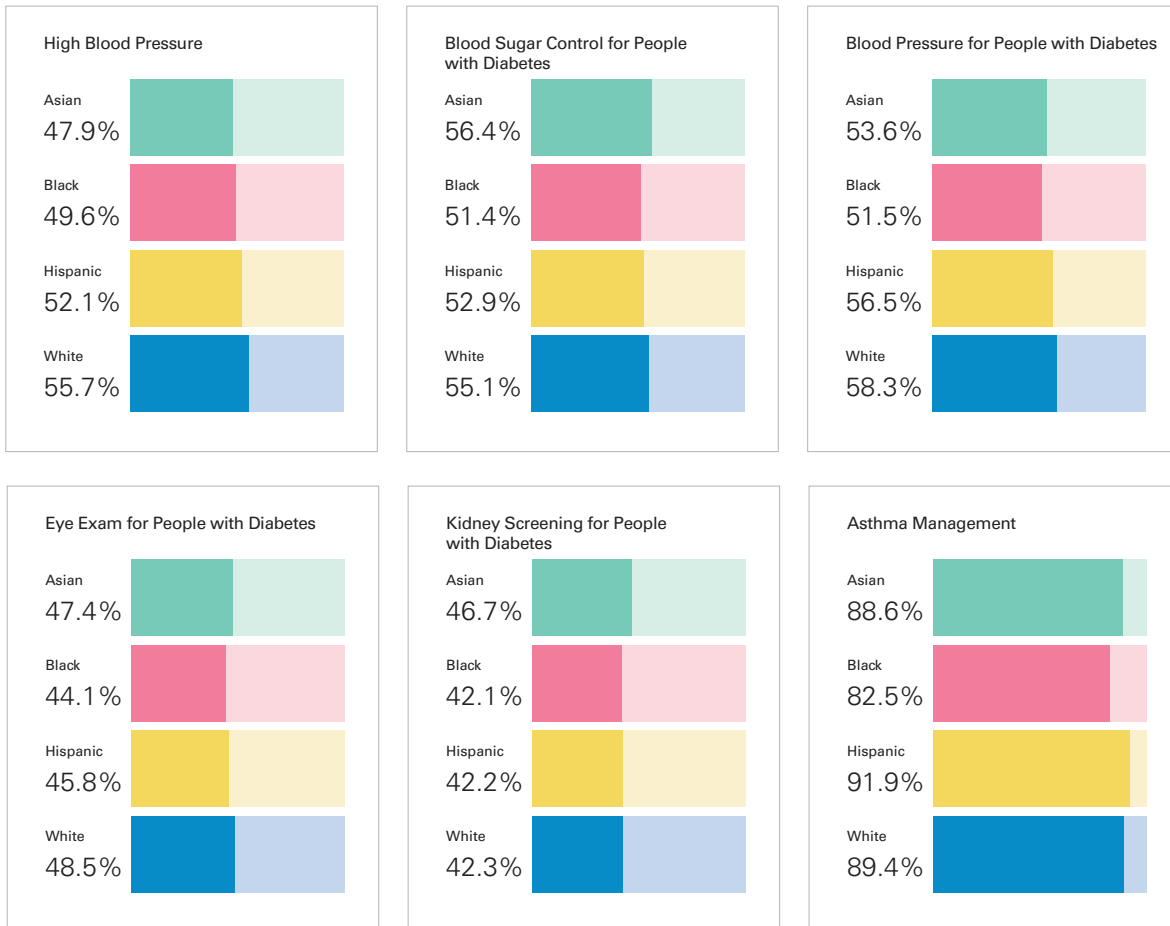 High Blood Pressure
Asian
47.9%
Black
49.6%
Hispanic
52.1%
White
55.7%
Blood Sugar Control for People
with Diabetes
Asian
56.4%
Black
51.4%
Hispanic
52.9%
White
55.1%
Blood Pressure for People with Diabetes
Asian
53.6%
Black
51.5%
Hispanic
56.5%
White
58.3%
Eye Exam for People with Diabetes
Asian
47.4%
Black
44.1%
Hispanic
45.8%
White
48.5%
Kidney Screening for People
with Diabetes
Asian
46.7%
Black
42.1%
Hispanic
42.2%
White
42.3%
Asthma Management
Asian
88.6%
Black
82.5%
Hispanic
91.9%
White
89.4%